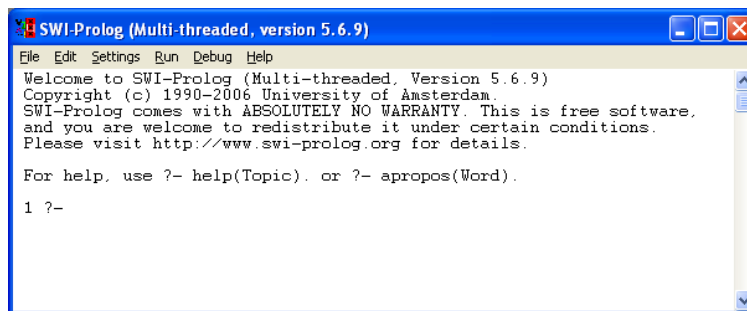 SWI-Prolog (Multi-threaded, version 5.6.9)
File Edit Settings Run Debug Help
Welcome to SWI-Prolog (Multi-threaded, Version 5.6.9)
Copyright (c) 1990-2006 University of Amsterdam.
SWI-Prolog comes with ABSOLUTELY NO WARRANTY. This is free software,
and you are welcome to redistribute it under certain conditions.
Please visit http://www.swi-prolog.org for details.
For help, use ?- help(Topic). or ?- apropos(Word).
1 ?-